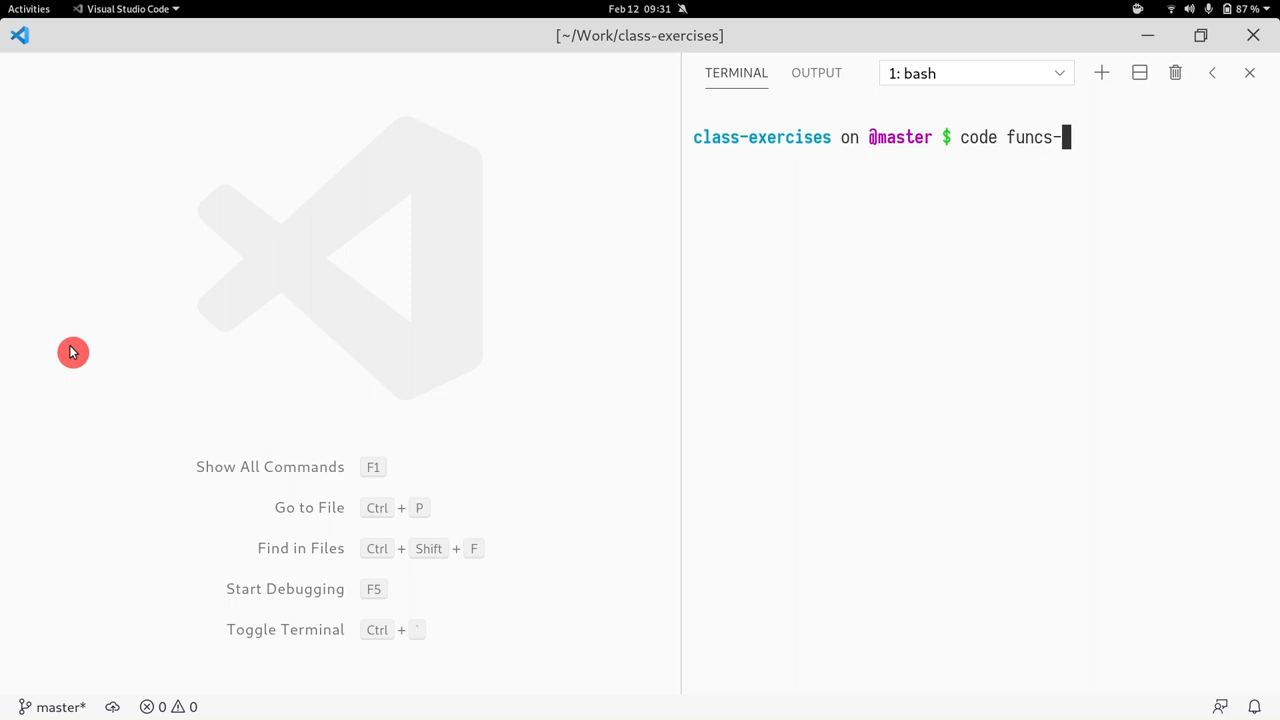 Activities Visual Studio Code Feb 12 09:31 87 %
[~/Work/class-exercises]
TERMINAL OUTPUT 1: bash
class-exercises on @master $ code funcs-
Show All Commands F1
Go to File Ctrl + P
Find in Files Ctrl + Shift + F
Start Debugging F5
Toggle Terminal Ctrl + `
master* 0 0